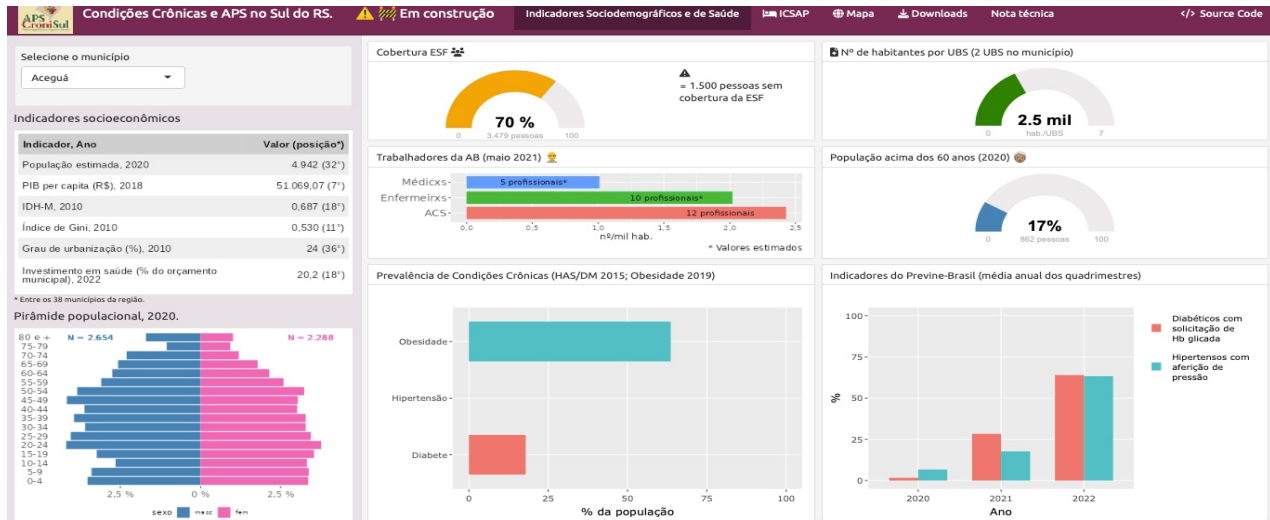 APS
CroniSul
Condições Crônicas e APS no Sul do RS.
Em construção
Indicadores Sociodemográficos e de Saúde
ICSAP
Mapa
Downloads
Nota técnica
</> Source Code
Selecione o município
Aceguá
Indicadores socioeconômicos
Indicador, Ano Valor (posição*)
População estimada, 2020 4.942 (32°)
PIB per capita (R$), 2018 51.069,07 (7°)
IDH-M, 2010 0,687 (18°)
Índice de Gini, 2010 0,530 (11°)
Grau de urbanização (%), 2010 24 (36°)
Investimento em saúde (% do orçamento
municipal), 2022 20,2 (18°)
* Entre os 38 municípios da região.
Pirâmide populacional, 2020.
N = 2.654 N = 2.288
80 e +
75-79
70-74
65-69
60-64
55-59
50-54
45-49
40-44
35-39
30-34
25-29
20-24
15-19
10-14
5-9
0-4
2,5 % 0 % 2,5 %
sexo masc fem
Cobertura ESF
70 %
0 3.479 pessoas 100
= 1.500 pessoas sem
cobertura da ESF
Nº de habitantes por UBS (2 UBS no município)
2.5 mil
0 hab./UBS 7
Trabalhadores da AB (maio 2021)
Médicxs 5 profissionais*
Enfermeirxs 10 profissionais*
ACS 12 profissionais
0,0 0,5 1,0 1,5 2,0 2,5
nº/mil hab.
* Valores estimados
População acima dos 60 anos (2020)
17%
0 862 pessoas 100
Prevalência de Condições Crônicas (HAS/DM 2015; Obesidade 2019)
Obesidade
Hipertensão
Diabete
0 25 50 75 100
% da população
Indicadores do Previne-Brasil (média anual dos quadrimestres)
100
75
50
25
0
%
2020 2021 2022
Ano
Diabéticos com
solicitação de
Hb glicada
Hipertensos com
aferição de
pressão